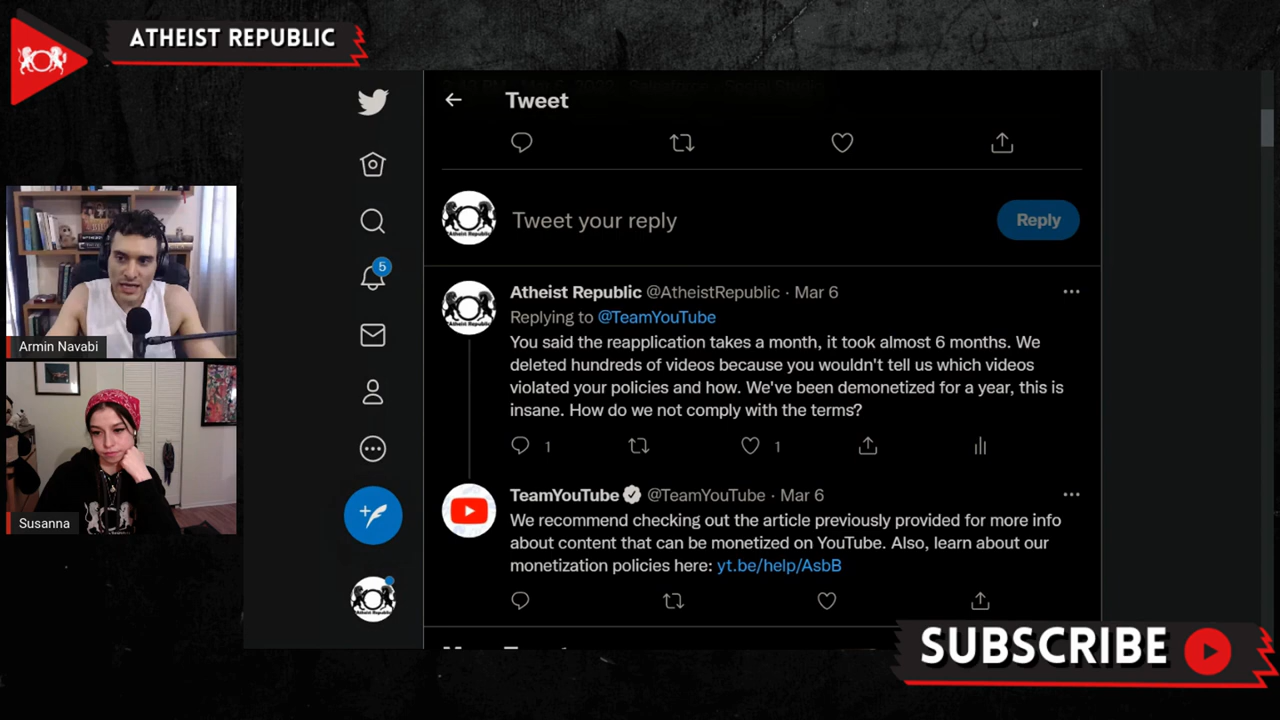 ATHEIST REPUBLIC
Tweet
Tweet your reply
Reply
5
Atheist Republic @AtheistRepublic · Mar 6
Replying to @TeamYouTube
You said the reapplication takes a month, it took almost 6 months. We
deleted hundreds of videos because you wouldn't tell us which videos
violated your policies and how. We've been demonetized for a year, this is
insane. How do we not comply with the terms?
1
1
TeamYouTube @TeamYouTube · Mar 6
We recommend checking out the article previously provided for more info
about content that can be monetized on YouTube. Also, learn about our
monetization policies here: yt.be/help/AsbB
Armin Navabi
Susanna
SUBSCRIBE